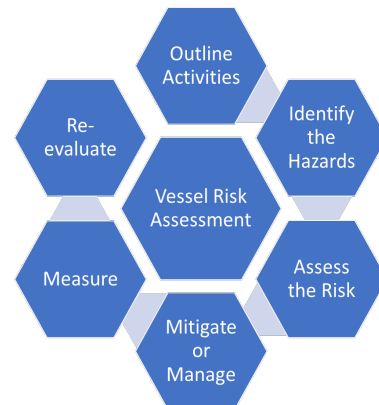 Outline
Activities
Identify
the
Hazards
Assess
the Risk
Mitigate
or
Manage
Measure
Re-
evaluate
Vessel Risk
Assessment